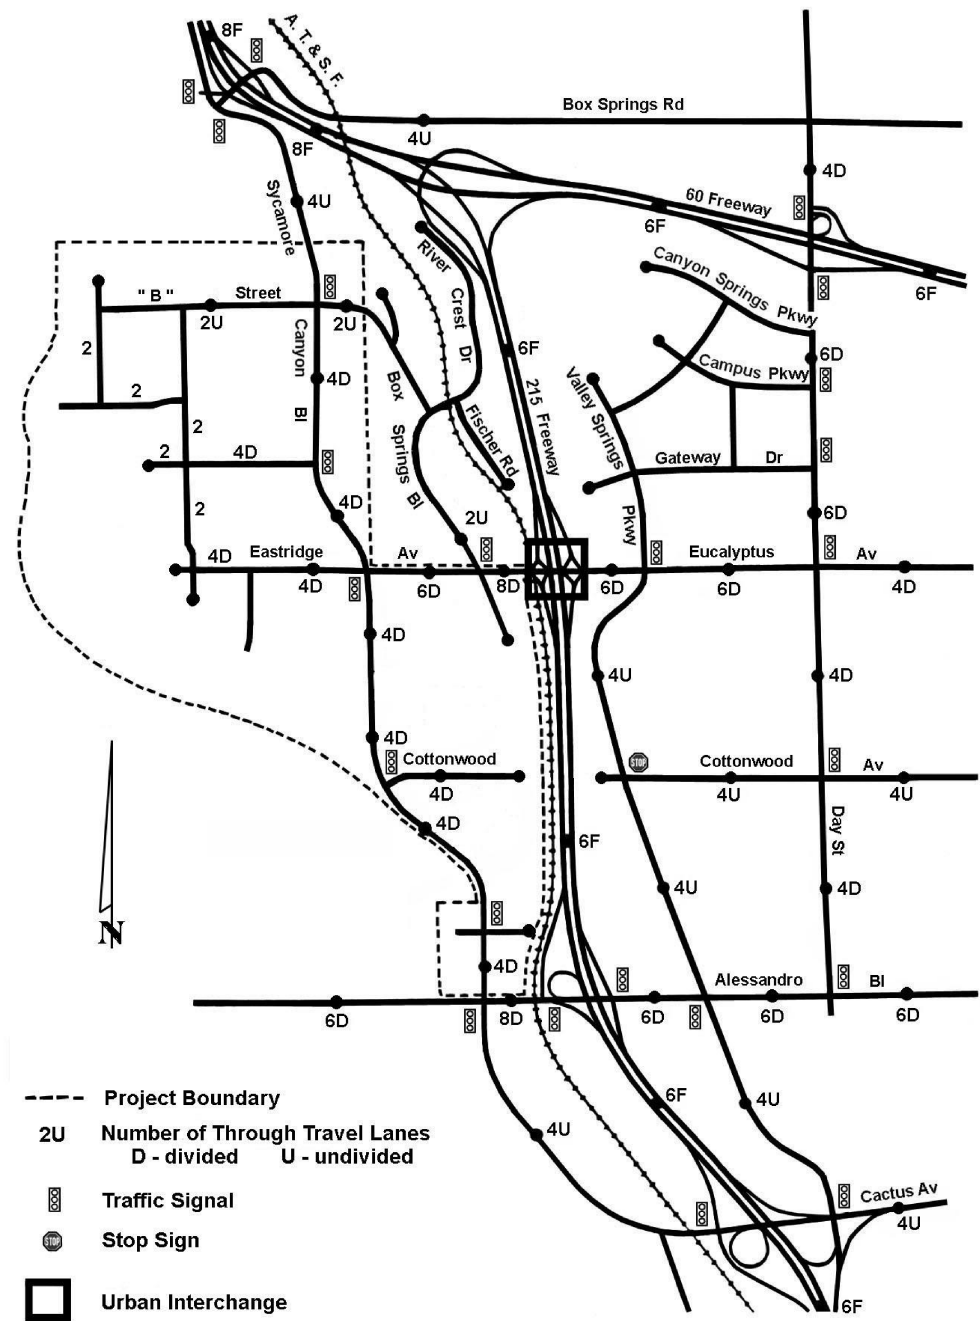 8F
A. T. & S. F.
Box Springs Rd
4U
8F
4D
Sycamore
4U
60 Freeway
6F
6F
River
Canyon Springs Pkwy
" B "
Street
2U
2U
Crest
Dr
Canyon
6F
6D
2
4D
Box
215 Freeway
Valley Springs
Campus Pkwy
2
Bl
2
Fischer Rd
Springs
2
4D
Gateway
Dr
Bl
4D
2
2U
Pkwy
6D
4D
Eastridge
Av
Eucalyptus
Av
4D
6D
8D
6D
6D
4D
4D
4U
4D
4D
Cottonwood
STOP
Cottonwood
Av
4D
4U
4U
4D
6F
Day St
4U
4D
N
4D
Alessandro
Bl
6D
8D
6D
6D
6D
6F
4U
4U
Cactus Av
4U
6F
Project Boundary
2U
Number of Through Travel Lanes
D - divided
U - undivided
Traffic Signal
STOP
Stop Sign
Urban Interchange